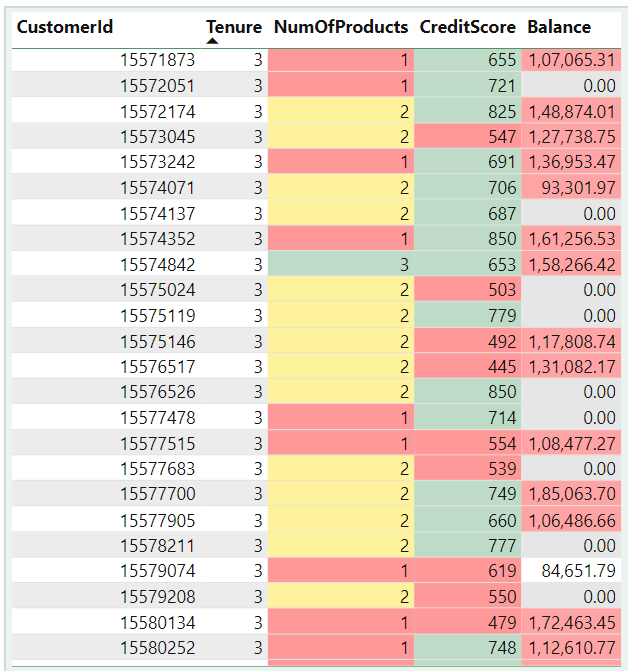 CustomerId Tenure NumOfProducts CreditScore Balance
15571873 3 1 655 1,07,065.31
15572051 3 1 721 0.00
15572174 3 2 825 1,48,874.01
15573045 3 2 547 1,27,738.75
15573242 3 1 691 1,36,953.47
15574071 3 2 706 93,301.97
15574137 3 2 687 0.00
15574352 3 1 850 1,61,256.53
15574842 3 3 653 1,58,266.42
15575024 3 2 503 0.00
15575119 3 2 779 0.00
15575146 3 2 492 1,17,808.74
15576517 3 2 445 1,31,082.17
15576526 3 2 850 0.00
15577478 3 1 714 0.00
15577515 3 1 554 1,08,477.27
15577683 3 2 539 0.00
15577700 3 2 749 1,85,063.70
15577905 3 2 660 1,06,486.66
15578211 3 2 777 0.00
15579074 3 1 619 84,651.79
15579208 3 2 550 0.00
15580134 3 1 479 1,72,463.45
15580252 3 1 748 1,12,610.77